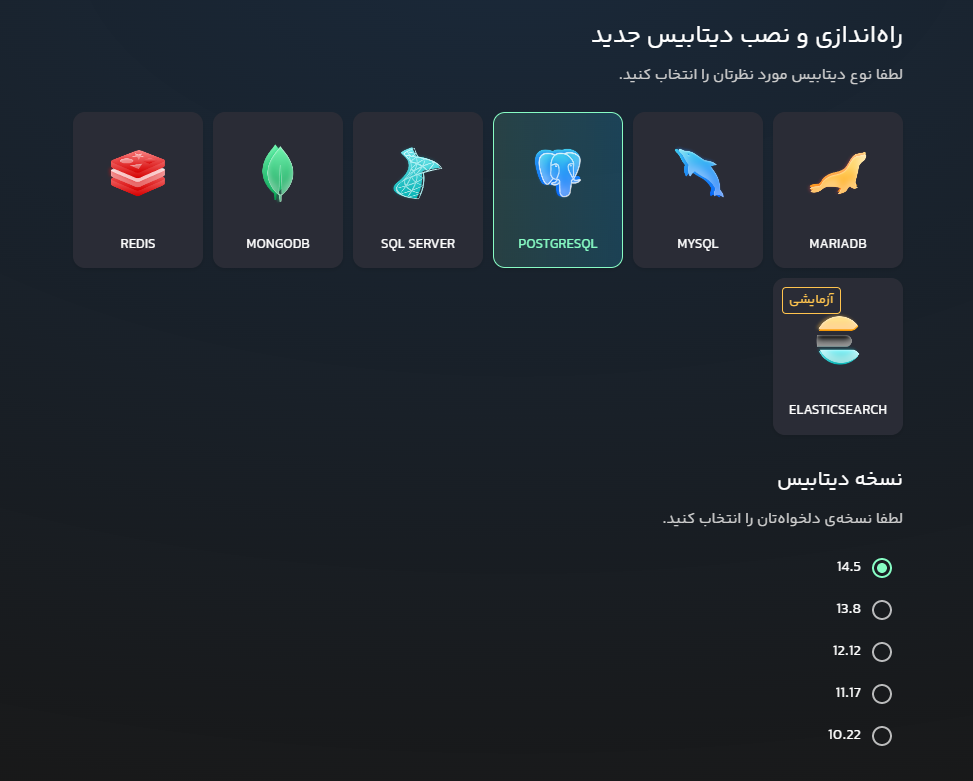 راه‌اندازی و نصب دیتابیس جدید
لطفا نوع دیتابیس مورد نظرتان را انتخاب کنید.
MARIADB
MYSQL
POSTGRESQL
SQL SERVER
MONGODB
REDIS
آزمایشی
ELASTICSEARCH
نسخه دیتابیس
لطفا نسخه‌ی دلخواه‌تان را انتخاب کنید.
14.5
13.8
12.12
11.17
10.22